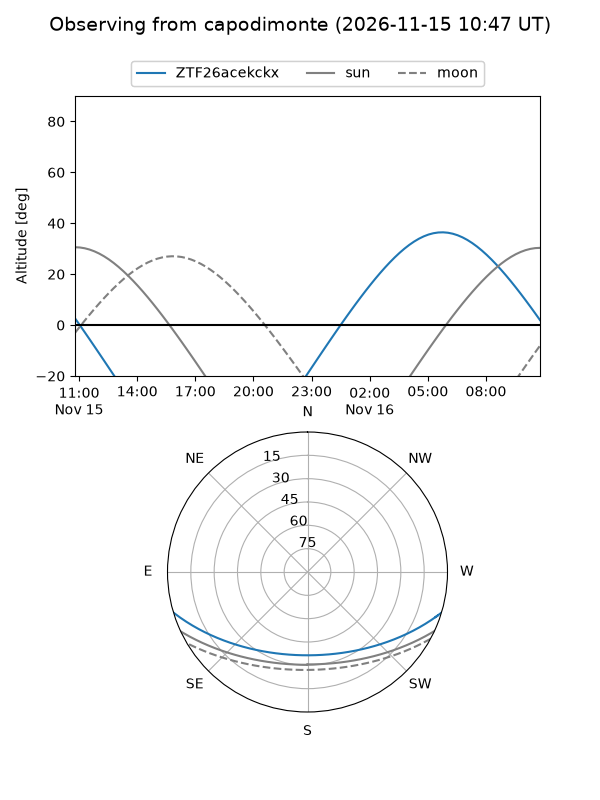 Observing from capodimonte (2026-11-15 10:47 UT)
ZTF26acekckx sun moon
80
60
40
20
0
−20
Altitude [deg]
11:00 14:00 17:00 20:00 23:00 02:00 05:00 08:00
Nov 15 Nov 16
N
NE NW
15
30
45
60
75
E W
SE SW
S